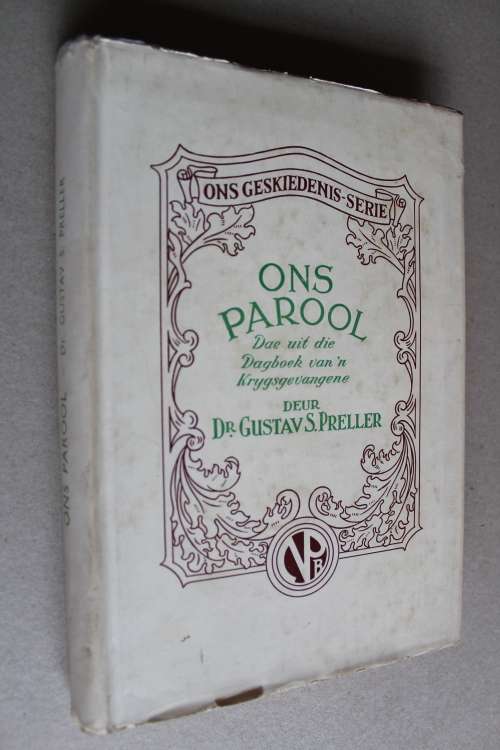 ONS GESKIEDENIS-SERIE
ONS
PAROOL
Dae uit die
Dagboek van 'n
Krygsgevangene
DEUR
DR. GUSTAV S. PRELLER
NPB
ONS PAROOL Dr GUSTAV S. PRELLER